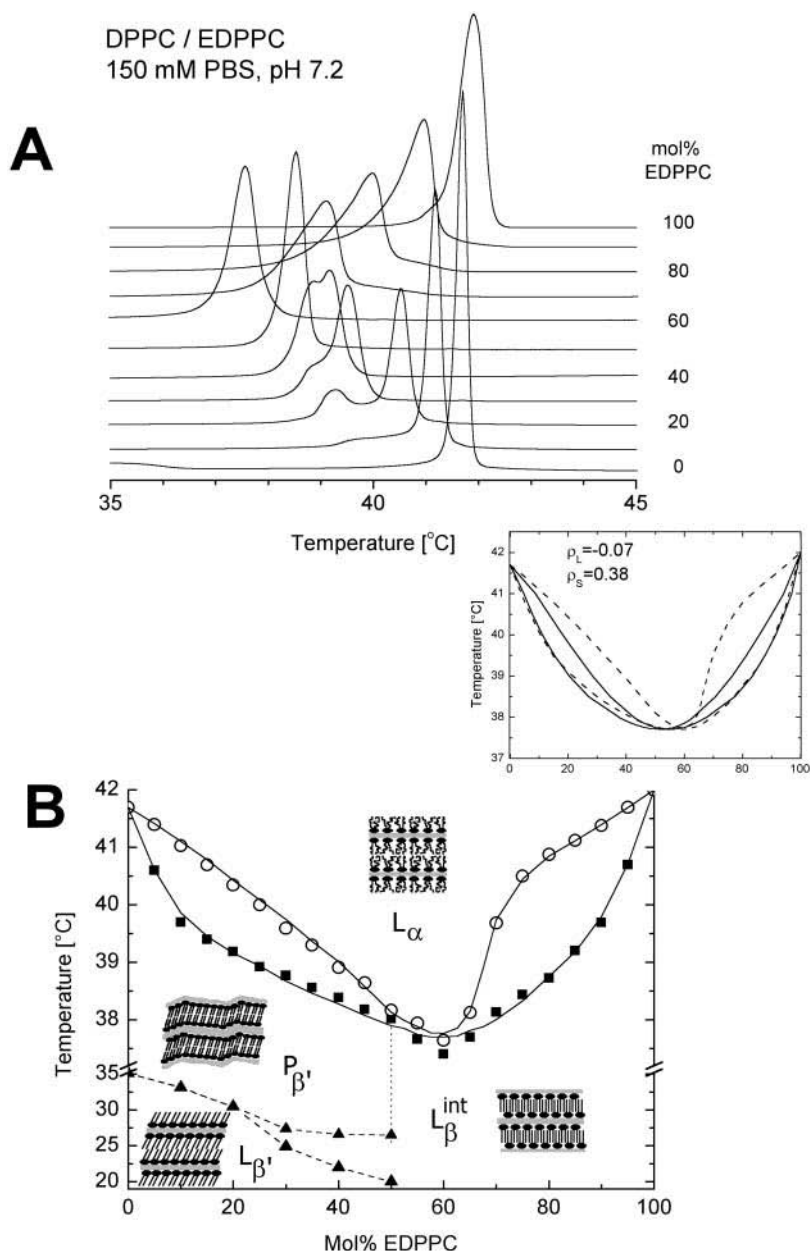 DPPC / EDPPC
150 mM PBS, pH 7.2
A
mol%
EDPPC
100
80
60
40
20
0
35 40 45
Temperature [°C]
ρL=-0.07
ρS=0.38
Temperature [°C]
42
41
40
39
38
37
0 20 40 60 80 100
B
Temperature [°C]
42
41
40
39
38
35
30
25
20
Lα
Pβ'
Lβ'
Lβint
0 20 40 60 80 100
Mol% EDPPC